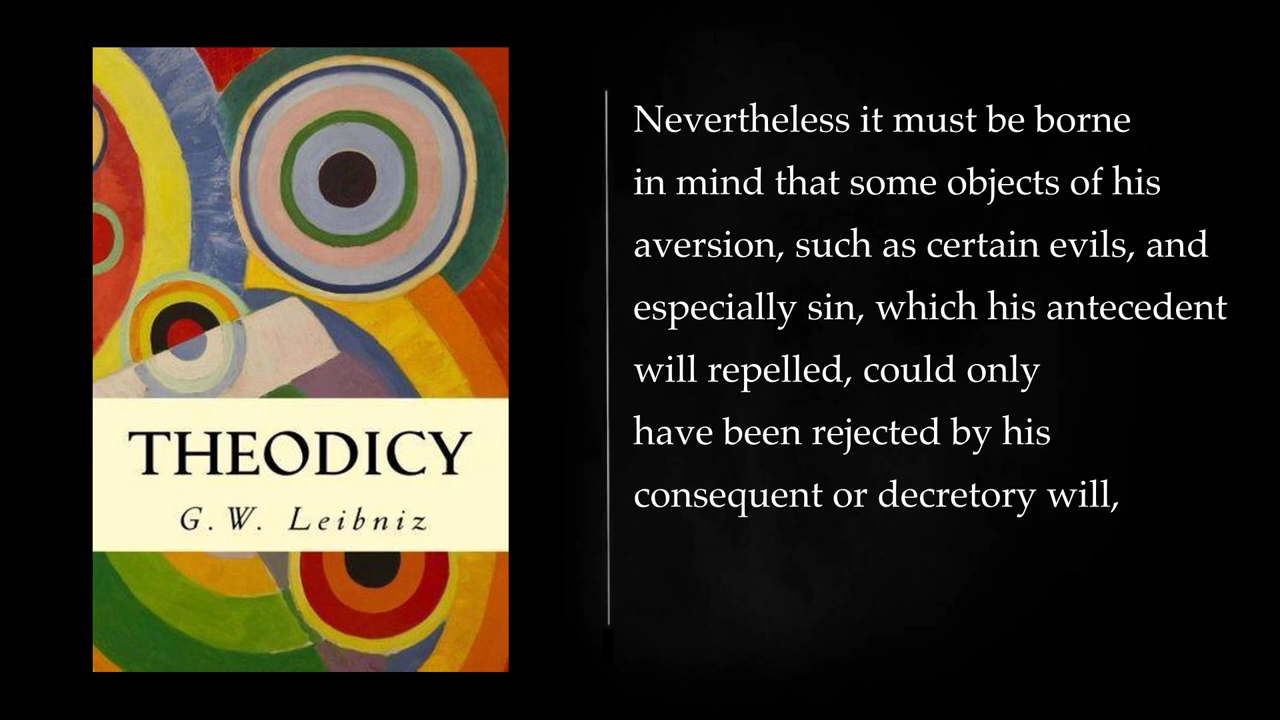 THEODICY
G. W. Leibniz
Nevertheless it must be borne
in mind that some objects of his
aversion, such as certain evils, and
especially sin, which his antecedent
will repelled, could only
have been rejected by his
consequent or decretory will,